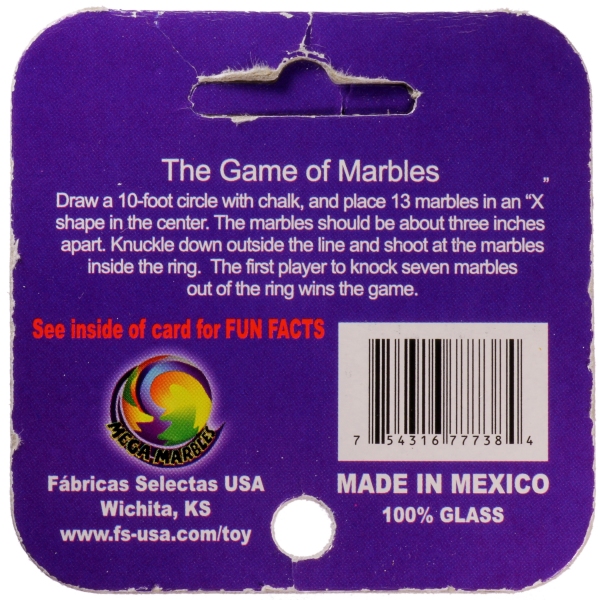 The Game of Marbles
Draw a 10-foot circle with chalk, and place 13 marbles in an “X”
shape in the center. The marbles should be about three inches
apart. Knuckle down outside the line and shoot at the marbles
inside the ring. The first player to knock seven marbles
out of the ring wins the game.
See inside of card for FUN FACTS
MEGA-MARBLES
Fábricas Selectas USA
Wichita, KS
www.fs-usa.com/toy
7 54316 77738 4
MADE IN MEXICO
100% GLASS